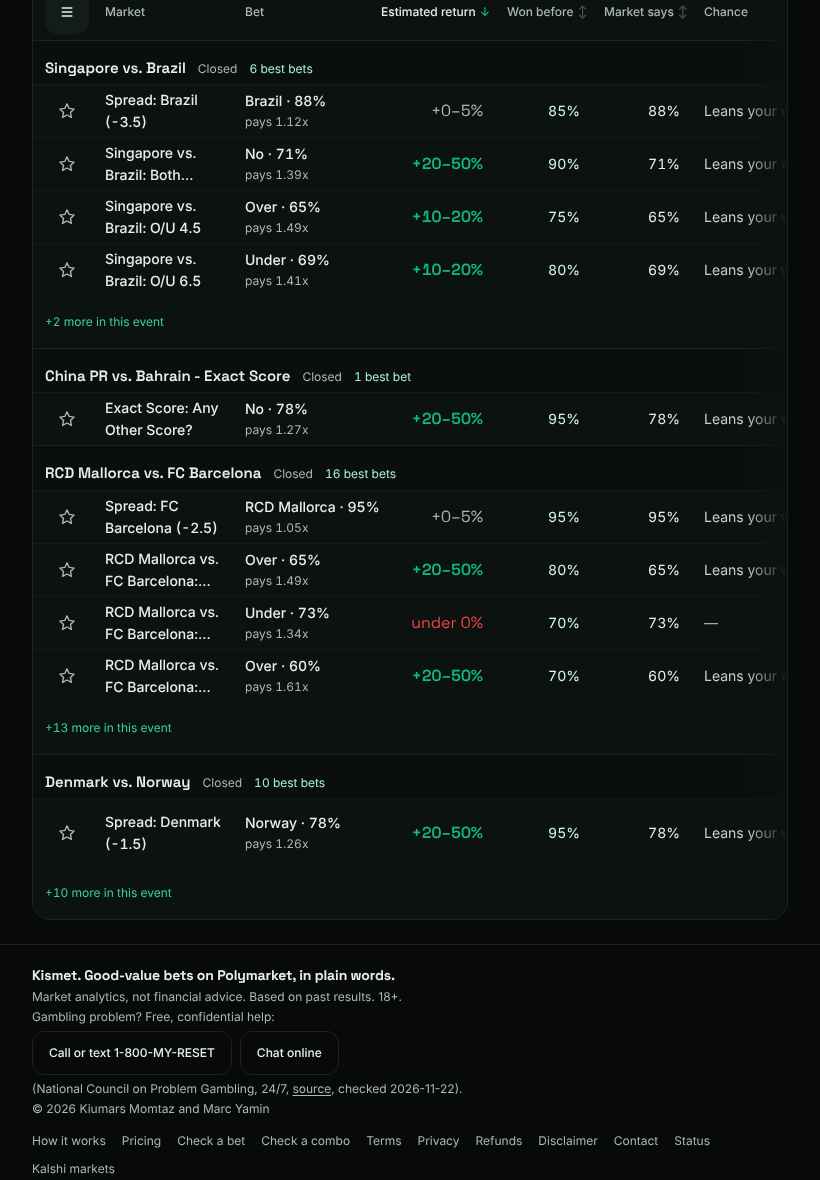 Market Bet Estimated return ↓ Won before Market says Chance
Singapore vs. Brazil Closed 6 best bets
Spread: Brazil (-3.5) Brazil · 88% pays 1.12x +0–5% 85% 88% Leans your
Singapore vs. Brazil: Both... No · 71% pays 1.39x +20–50% 90% 71% Leans your
Singapore vs. Brazil: O/U 4.5 Over · 65% pays 1.49x +10–20% 75% 65% Leans your
Singapore vs. Brazil: O/U 6.5 Under · 69% pays 1.41x +10–20% 80% 69% Leans your
+2 more in this event
China PR vs. Bahrain - Exact Score Closed 1 best bet
Exact Score: Any Other Score? No · 78% pays 1.27x +20–50% 95% 78% Leans your
RCD Mallorca vs. FC Barcelona Closed 16 best bets
Spread: FC Barcelona (-2.5) RCD Mallorca · 95% pays 1.05x +0–5% 95% 95% Leans your
RCD Mallorca vs. FC Barcelona:... Over · 65% pays 1.49x +20–50% 80% 65% Leans your
RCD Mallorca vs. FC Barcelona:... Under · 73% pays 1.34x under 0% 70% 73% —
RCD Mallorca vs. FC Barcelona:... Over · 60% pays 1.61x +20–50% 70% 60% Leans your
+13 more in this event
Denmark vs. Norway Closed 10 best bets
Spread: Denmark (-1.5) Norway · 78% pays 1.26x +20–50% 95% 78% Leans your
+10 more in this event
Kismet. Good-value bets on Polymarket, in plain words.
Market analytics, not financial advice. Based on past results. 18+.
Gambling problem? Free, confidential help:
Call or text 1-800-MY-RESET Chat online
(National Council on Problem Gambling, 24/7, source, checked 2026-11-22).
© 2026 Kiumars Momtaz and Marc Yamin
How it works Pricing Check a bet Check a combo Terms Privacy Refunds Disclaimer Contact Status
Kalshi markets